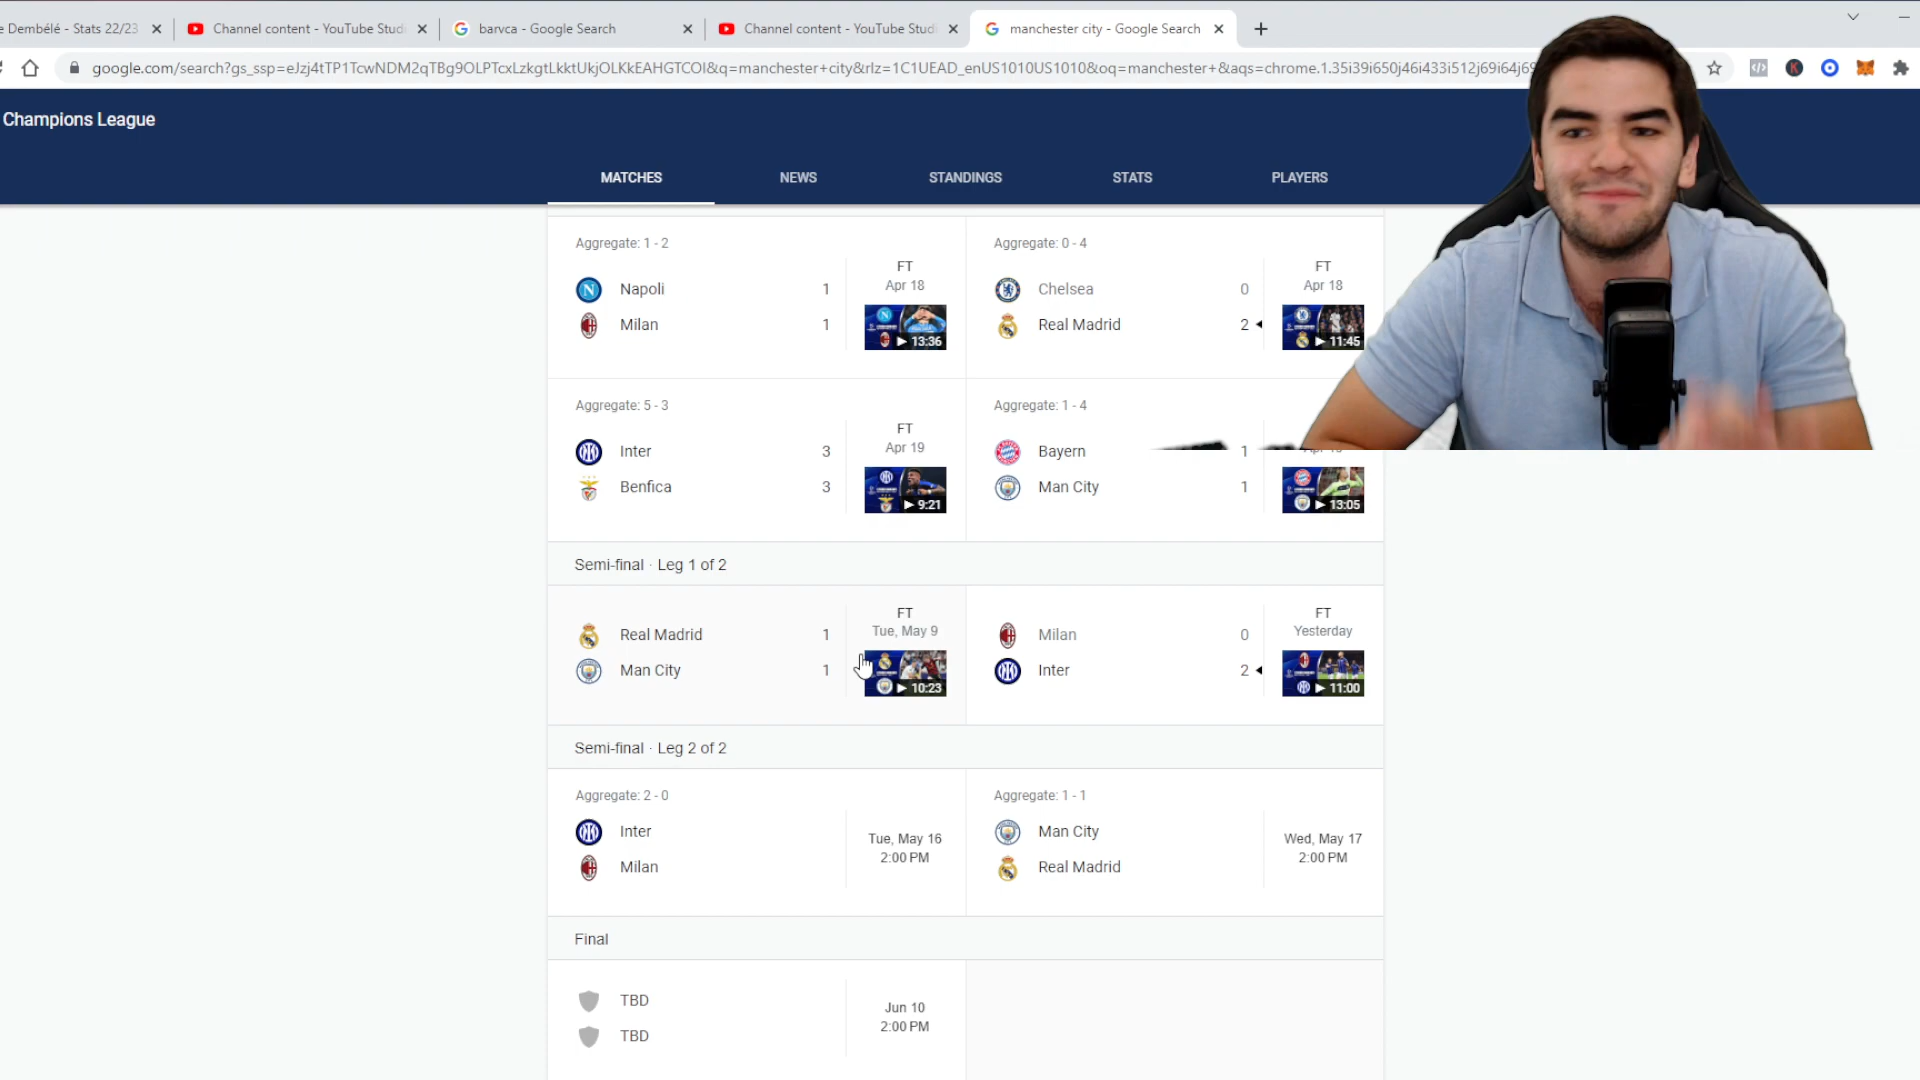 e Dembélé - Stats 22/23
Channel content - YouTube Studi
barvca - Google Search
Channel content - YouTube Studi
manchester city - Google Search
google.com/search?gs_ssp=eJzj4tTP1TcwNDM2qTBg9OLPTcxLzkgtLkktUkjOLKkEAHGTCOI&q=manchester+city&rlz=1C1UEAD_enUS1010US1010&oq=manchester+&aqs=chrome.1.35i39i650j46i433i512j69i64j69
Champions League
MATCHES
NEWS
STANDINGS
STATS
PLAYERS
Aggregate: 1 - 2
Napoli 1
Milan 1
FT
Apr 18
13:36
Aggregate: 0 - 4
Chelsea 0
Real Madrid 2
FT
Apr 18
11:45
Aggregate: 5 - 3
Inter 3
Benfica 3
FT
Apr 19
9:21
Aggregate: 1 - 4
Bayern 1
Man City 1
13:05
Semi-final · Leg 1 of 2
Real Madrid 1
Man City 1
FT
Tue, May 9
10:23
Milan 0
Inter 2
FT
Yesterday
11:00
Semi-final · Leg 2 of 2
Aggregate: 2 - 0
Inter
Milan
Tue, May 16
2:00 PM
Aggregate: 1 - 1
Man City
Real Madrid
Wed, May 17
2:00 PM
Final
TBD
TBD
Jun 10
2:00 PM